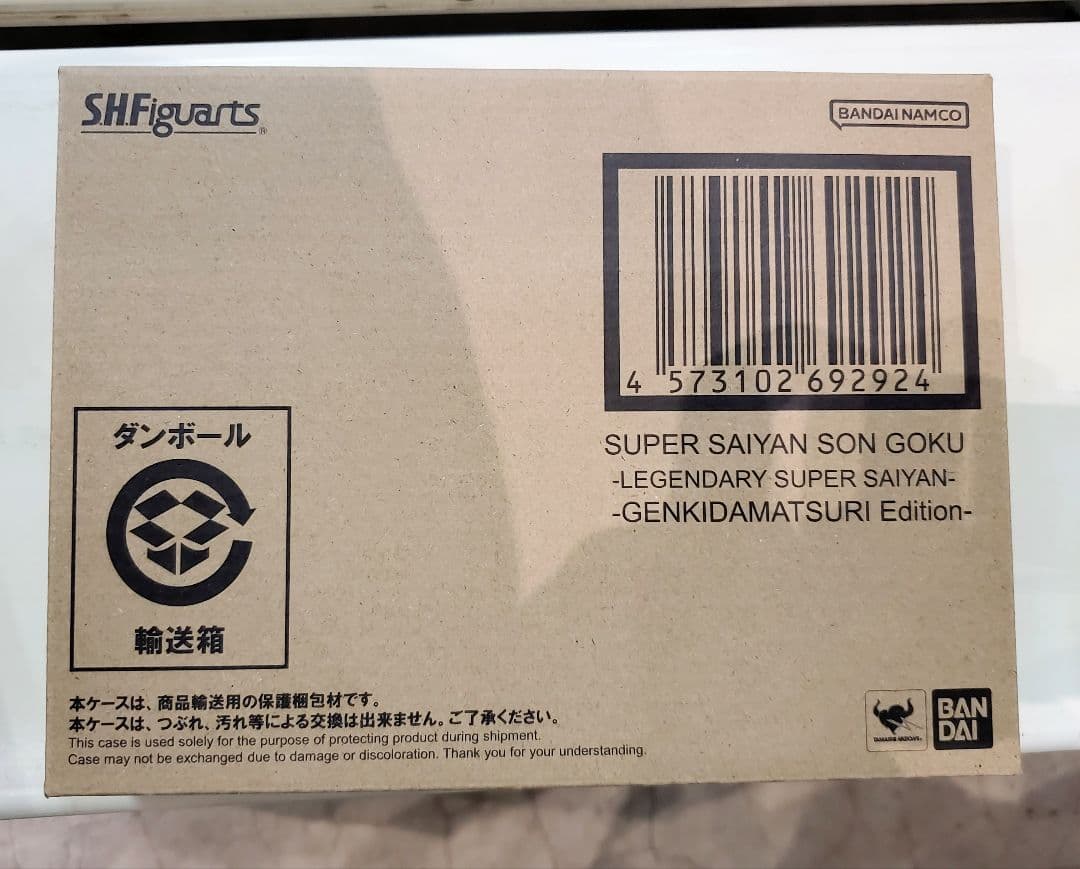 S.H.Figuarts®
BANDAI NAMCO
4 573102 692924
SUPER SAIYAN SON GOKU
-LEGENDARY SUPER SAIYAN-
-GENKIDAMATSURI Edition-
ダンボール
輸送箱
本ケースは、商品輸送用の保護梱包材です。
本ケースは、つぶれ、汚れ等による交換は出来ません。ご了承ください。
This case is used solely for the purpose of protecting product during shipment.
Case may not be exchanged due to damage or discoloration. Thank you for your understanding.
TAMASHII NATIONS
BAN
DAI